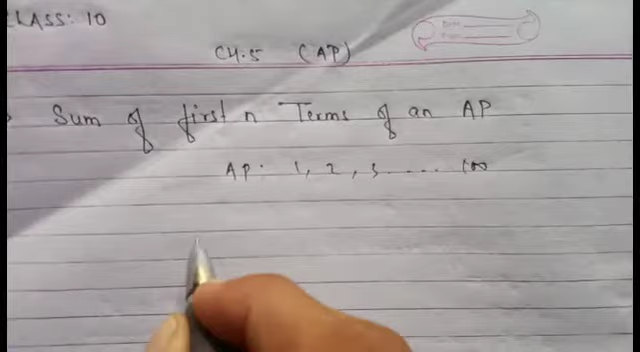 CLASS: 10
CH.5 (AP)
Sum of first n Terms of an AP
AP: 1, 2, 3 .... 100